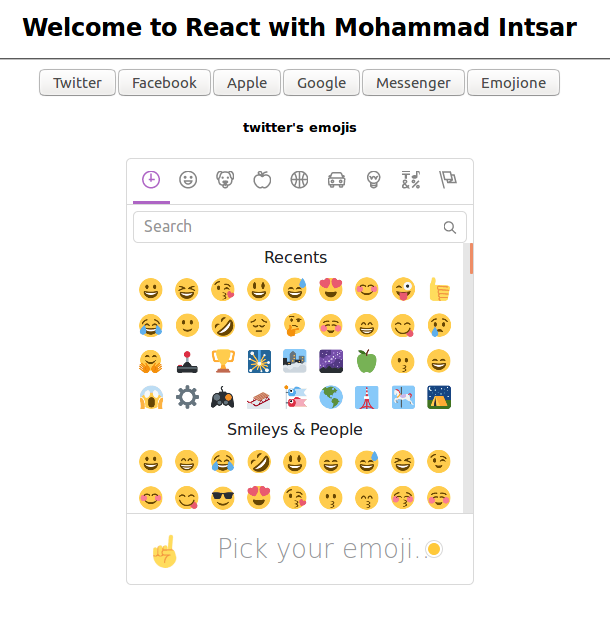 Welcome to React with Mohammad Intsar
Twitter Facebook Apple Google Messenger Emojione
twitter's emojis
Search
Recents
Smileys & People
Pick your emoji...